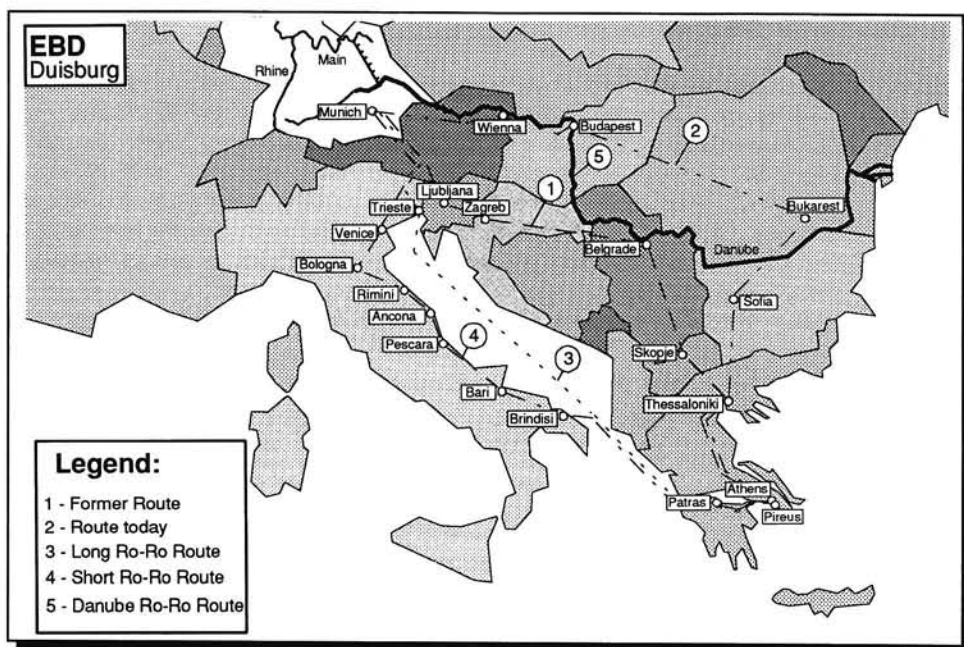 EBD
Duisburg
Main
Rhine
Munich
Wienna
Budapest
2
5
1
Ljubljana
Zagreb
Trieste
Bukarest
Venice
Belgrade
Danube
Bologna
Rimini
Sofia
Ancona
Pescara
4
3
Skopje
Bari
Thessaloniki
Brindisi
Athens
Patras
Pireus
Legend:
1 - Former Route
2 - Route today
3 - Long Ro-Ro Route
4 - Short Ro-Ro Route
5 - Danube Ro-Ro Route